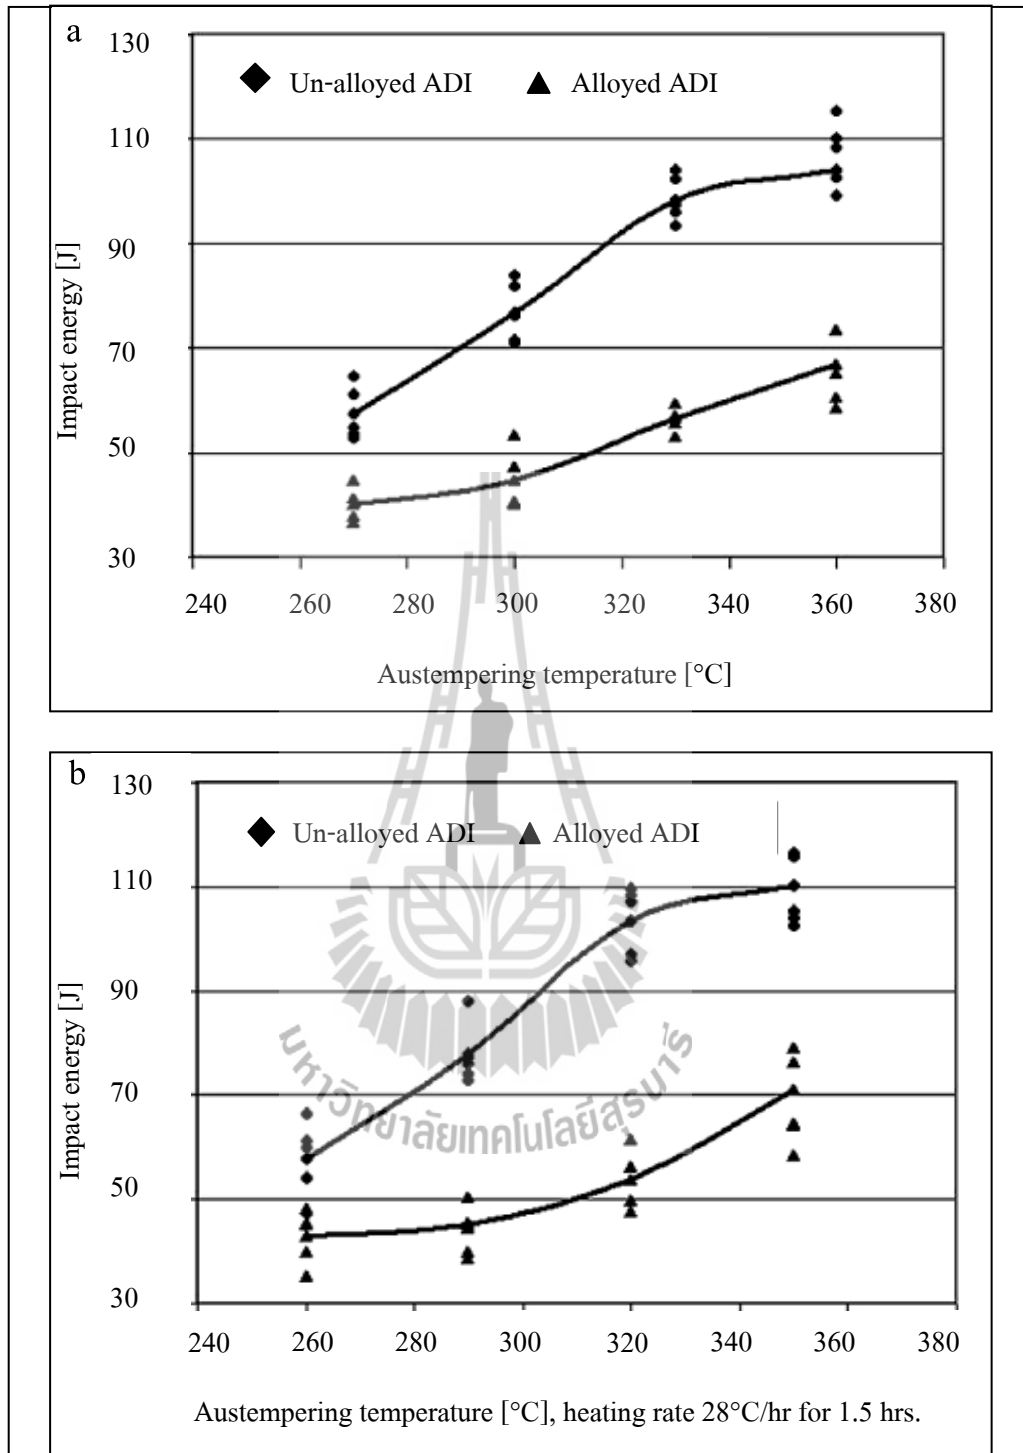 a
130
Un-alloyed ADI Alloyed ADI
110
90
70
50
30
Impact energy [J]
240 260 280 300 320 340 360 380
Austempering temperature [°C]
b
130
Un-alloyed ADI Alloyed ADI
110
90
70
50
30
Impact energy [J]
มหาวิทยาลัยเทคโนโลยีสุรนารี
240 260 280 300 320 340 360 380
Austempering temperature [°C], heating rate 28°C/hr for 1.5 hrs.